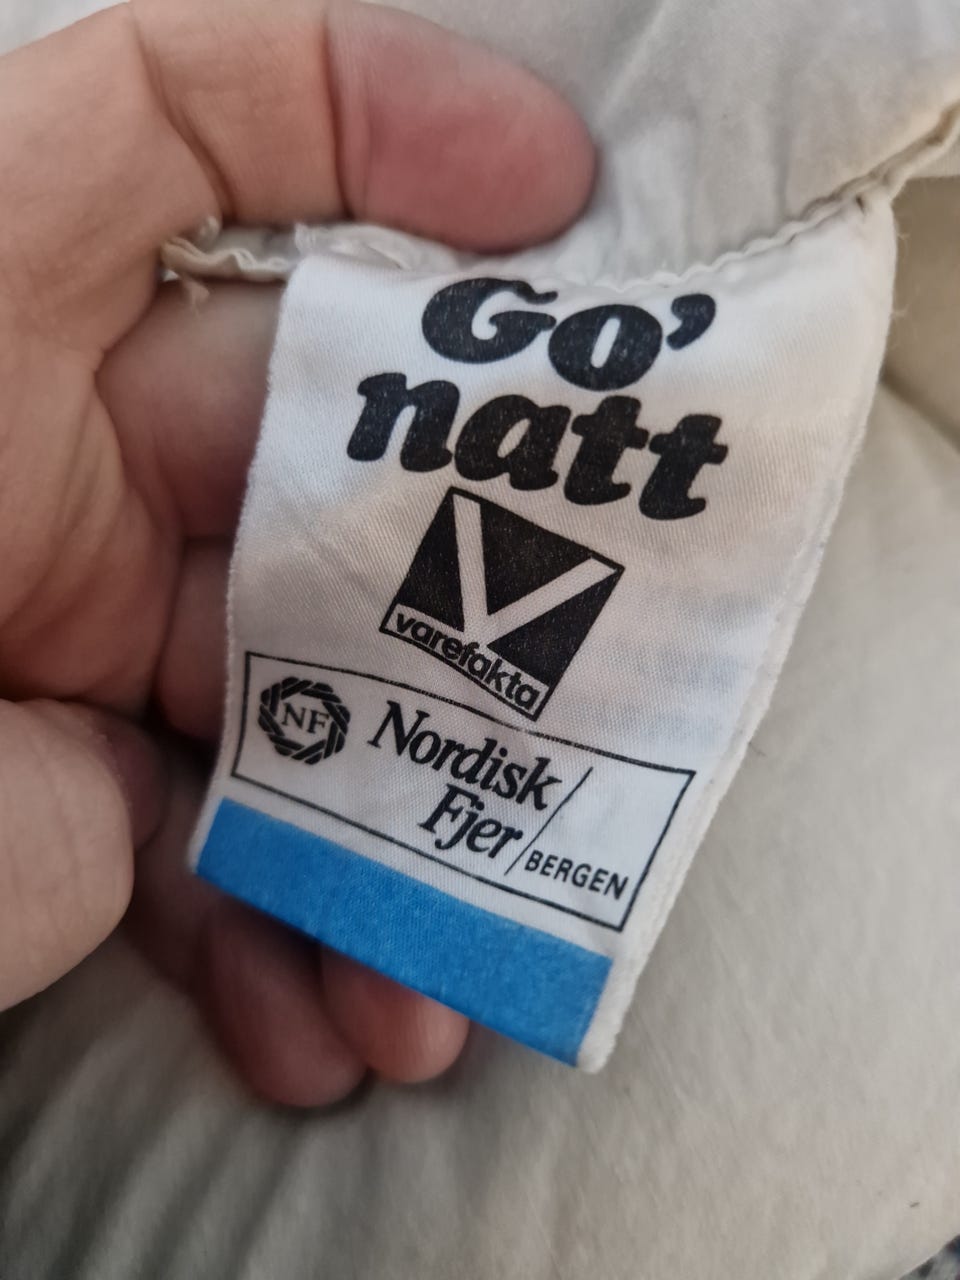 Go'
natt
V
varefakta
NF
Nordisk
Fjer
BERGEN